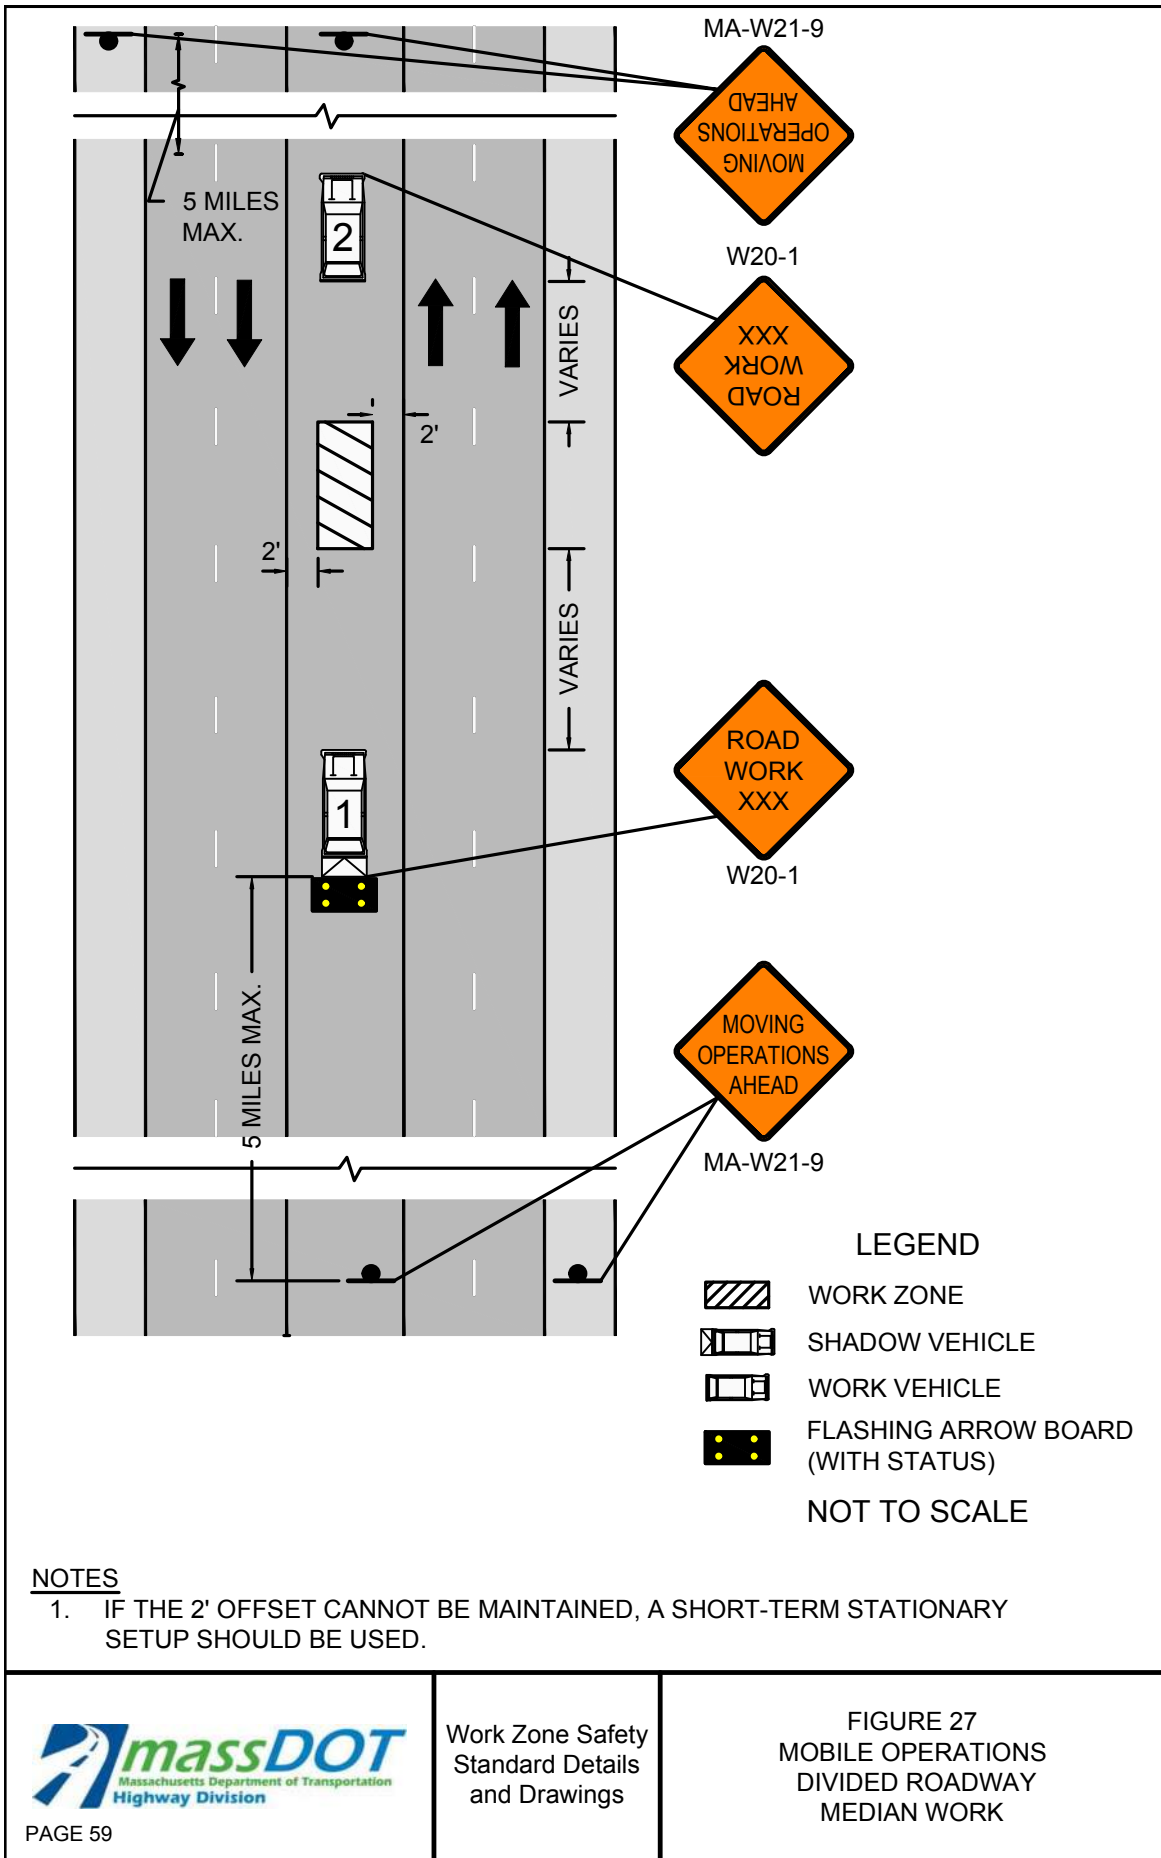 MA-W21-9
MOVING
OPERATIONS
AHEAD
5 MILES
MAX.
2
W20-1
ROAD
WORK
XXX
VARIES
2'
2'
VARIES
1
ROAD
WORK
XXX
W20-1
5 MILES MAX.
MOVING
OPERATIONS
AHEAD
MA-W21-9
LEGEND
WORK ZONE
SHADOW VEHICLE
WORK VEHICLE
FLASHING ARROW BOARD
(WITH STATUS)
NOT TO SCALE
NOTES
1. IF THE 2' OFFSET CANNOT BE MAINTAINED, A SHORT-TERM STATIONARY
SETUP SHOULD BE USED.
massDOT
Massachusetts Department of Transportation
Highway Division
PAGE 59
Work Zone Safety
Standard Details
and Drawings
FIGURE 27
MOBILE OPERATIONS
DIVIDED ROADWAY
MEDIAN WORK